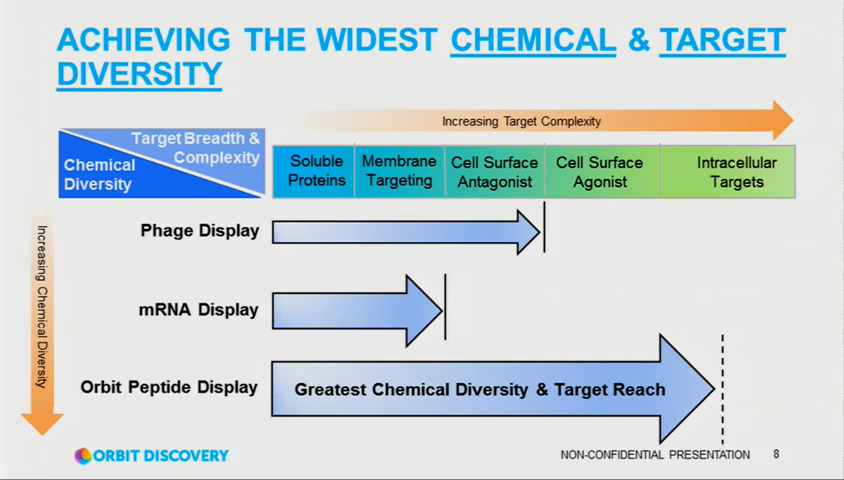 ACHIEVING THE WIDEST CHEMICAL & TARGET
DIVERSITY
Increasing Target Complexity
Target Breadth &
Complexity
Chemical
Diversity
Soluble
Proteins
Membrane
Targeting
Cell Surface
Antagonist
Cell Surface
Agonist
Intracellular
Targets
Increasing Chemical Diversity
Phage Display
mRNA Display
Orbit Peptide Display
Greatest Chemical Diversity & Target Reach
ORBIT DISCOVERY
NON-CONFIDENTIAL PRESENTATION
8